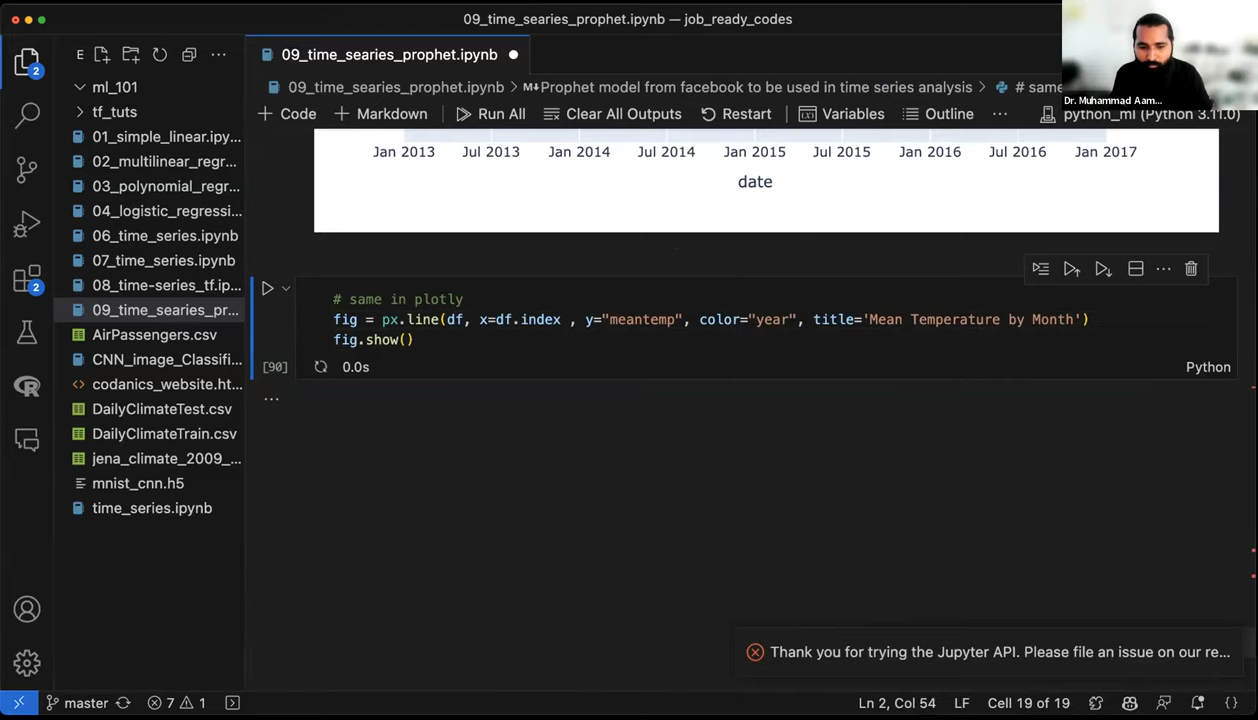 09_time_searies_prophet.ipynb — job_ready_codes
E
09_time_searies_prophet.ipynb
Dr. Muhammad Aam...
2
ml_101
09_time_searies_prophet.ipynb > M↓Prophet model from facebook to be used in time series analysis > # same
tf_tuts
+ Code + Markdown Run All Clear All Outputs Restart Variables Outline ... python_ml (Python 3.11.0)
01_simple_linear.ipy...
02_multilinear_regr...
03_polynomial_regr...
04_logistic_regressi...
06_time_series.ipynb
07_time_series.ipynb
08_time-series_tf.ip...
09_time_searies_pr...
AirPassengers.csv
CNN_image_Classifi...
codanics_website.ht...
DailyClimateTest.csv
DailyClimateTrain.csv
jena_climate_2009_...
mnist_cnn.h5
time_series.ipynb
2
R
Jan 2013 Jul 2013 Jan 2014 Jul 2014 Jan 2015 Jul 2015 Jan 2016 Jul 2016 Jan 2017
date
# same in plotly
fig = px.line(df, x=df.index , y="meantemp", color="year", title='Mean Temperature by Month')
fig.show()
[90] 0.0s Python
...
Thank you for trying the Jupyter API. Please file an issue on our re...
master 7 1 Ln 2, Col 54 LF Cell 19 of 19